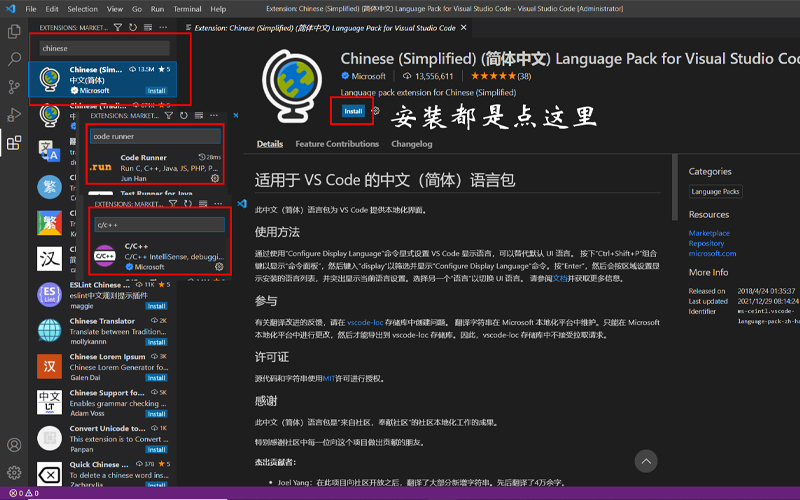 File Edit Selection View Go Run Terminal Help
Extension: Chinese (Simplified) (简体中文) Language Pack for Visual Studio Code - Visual Studio Code [Administrator]
EXTENSIONS: MARKET...
chinese
Chinese (Sim... 13.5M 5
中文(简体)
Microsoft Install
EXTENSIONS: MARKET...
code runner
Code Runner 28ms
Run C, C++, Java, JS, PHP, P...
Jun Han
Test Runner for Java
EXTENSIONS: MARKET...
c/c++
C/C++
C/C++ IntelliSense, debuggi...
Microsoft
ESLint Chinese ... 11K 5
eslint中文规则提示插件
maggie Install
Chinese Translator 2K
Translate between Tradition...
mollykannn Install
Chinese Lorem Ipsum 3K
Chinese Lorem Generator fo...
Galen Dai Install
Chinese Support fo... 5K
Enables grammar checking ...
Adam Voss Install
Convert Unicode to... 1K
This extension is to Convert ...
Panpan Install
Quick Chinese ... 378 5
To delete a chinese word ins...
Zacharyliа Install
0 0
Extension: Chinese (Simplified) (简体中文) Language Pack for Visual Studio Code
Chinese (Simplified) (简体中文) Language Pack for Visual Studio Code
Microsoft 13,556,611 (38)
Language pack extension for Chinese (Simplified)
Install
安装都是点这里
Details Feature Contributions Changelog
适用于 VS Code 的中文（简体）语言包
此中文（简体）语言包为 VS Code 提供本地化界面。
使用方法
通过使用“Configure Display Language”命令显式设置 VS Code 显示语言，可以替代默认 UI 语言。 按下“Ctrl+Shift+P”组合
键以显示“命令面板”，然后键入“display”以筛选并显示“Configure Display Language”命令。按“Enter”，然后会按区域设置显
示安装的语言列表，并突出显示当前语言设置。选择另一个“语言”以切换 UI 语言。 请参阅文档并获取更多信息。
参与
有关翻译改进的反馈，请在 vscode-loc 存储库中创建问题。 翻译字符串在 Microsoft 本地化平台中维护。只能在 Microsoft
本地化平台中进行更改，然后才能导出到 vscode-loc 存储库。因此，vscode-loc 存储库中不接受拉取请求。
许可证
源代码和字符串使用MIT许可进行授权。
感谢
此中文（简体）语言包是“来自社区，奉献社区”的社区本地化工作的成果。
特别感谢社区中每一位向这个项目做出贡献的朋友。
杰出贡献者：
Joel Yang：在此项目向社区开放之后，翻译了大部分新增字符串。先后翻译了4万余字。
Categories
Language Packs
Resources
Marketplace
Repository
microsoft.com
More Info
Released on 2018/4/24 01:35:37
Last updated 2021/12/29 08:14:24
Identifier ms-ceintl.vscode-
language-pack-zh-ha